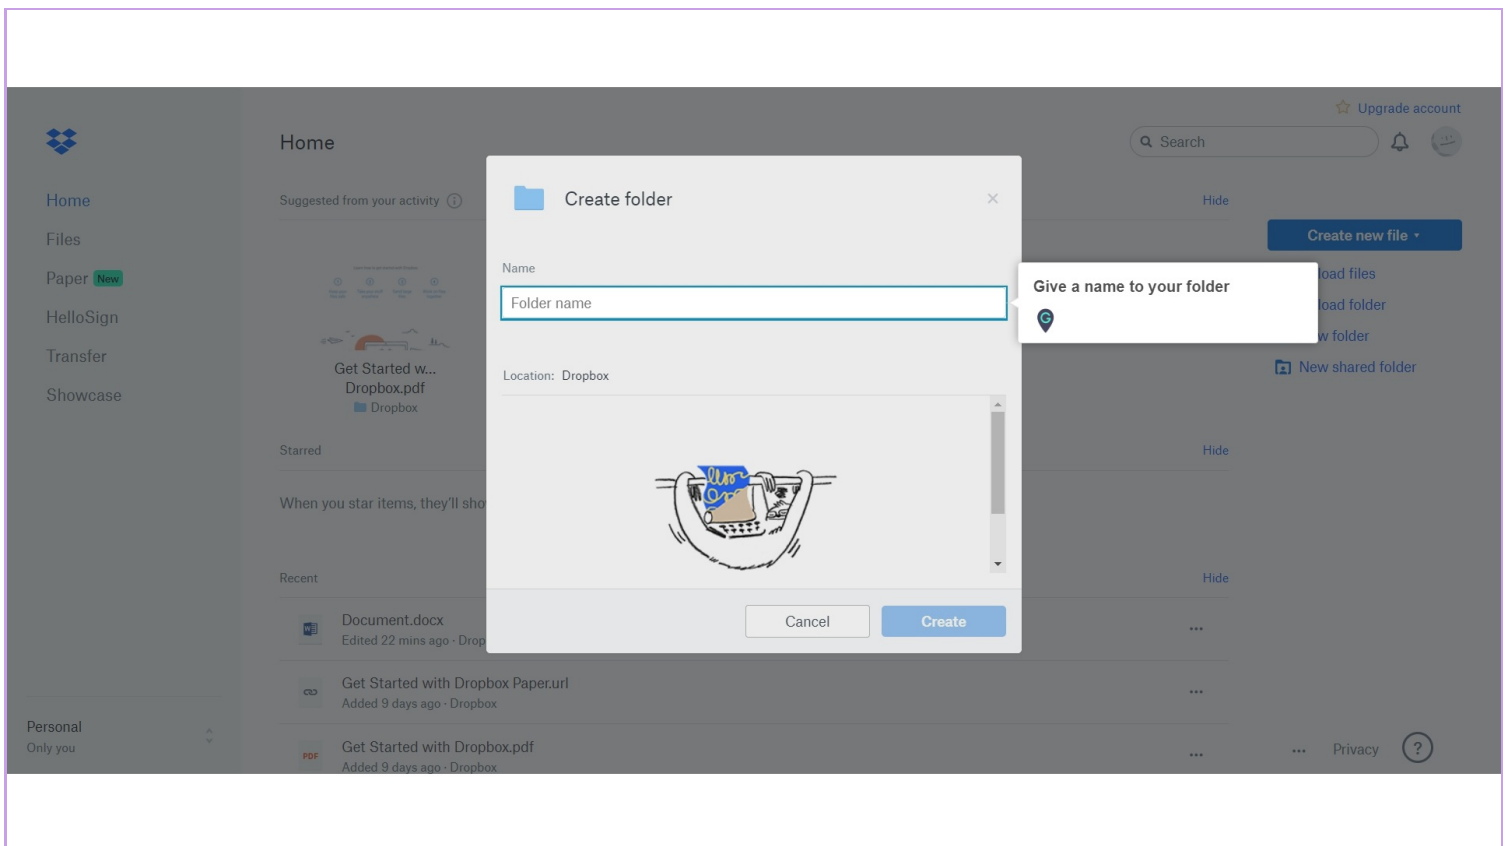 Upgrade account
Home
Search
Home
Files
Paper New
HelloSign
Transfer
Showcase
Personal
Only you
Suggested from your activity
Hide
Get Started w...
Dropbox.pdf
Dropbox
Starred
Hide
When you star items, they'll sho
Recent
Hide
Document.docx
Edited 22 mins ago · Drop
Get Started with Dropbox Paper.url
Added 9 days ago · Dropbox
PDF
Get Started with Dropbox.pdf
Added 9 days ago · Dropbox
Create folder
Name
Folder name
Location: Dropbox
Cancel
Create
Give a name to your folder
G
Create new file
load files
load folder
w folder
New shared folder
Privacy
?